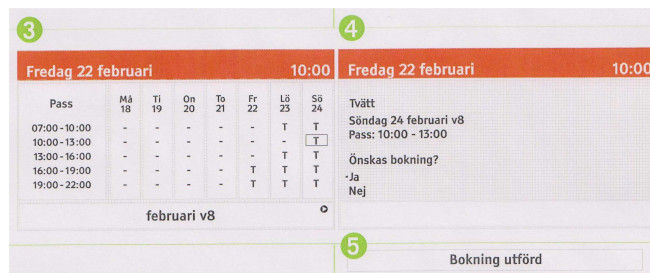 3
Fredag 22 februari 10:00
Pass Må 18 Ti 19 On 20 To 21 Fr 22 Lö 23 Sö 24
07:00-10:00 - - - - - T T
10:00-13:00 - - - - - - T
13:00-16:00 - - - - - T T
16:00-19:00 - - - - T T T
19:00-22:00 - - - - T T T
februari v8
4
Fredag 22 februari 10:00
Tvätt
Söndag 24 februari v8
Pass: 10:00 - 13:00
Önskas bokning?
·Ja
Nej
5
Bokning utförd